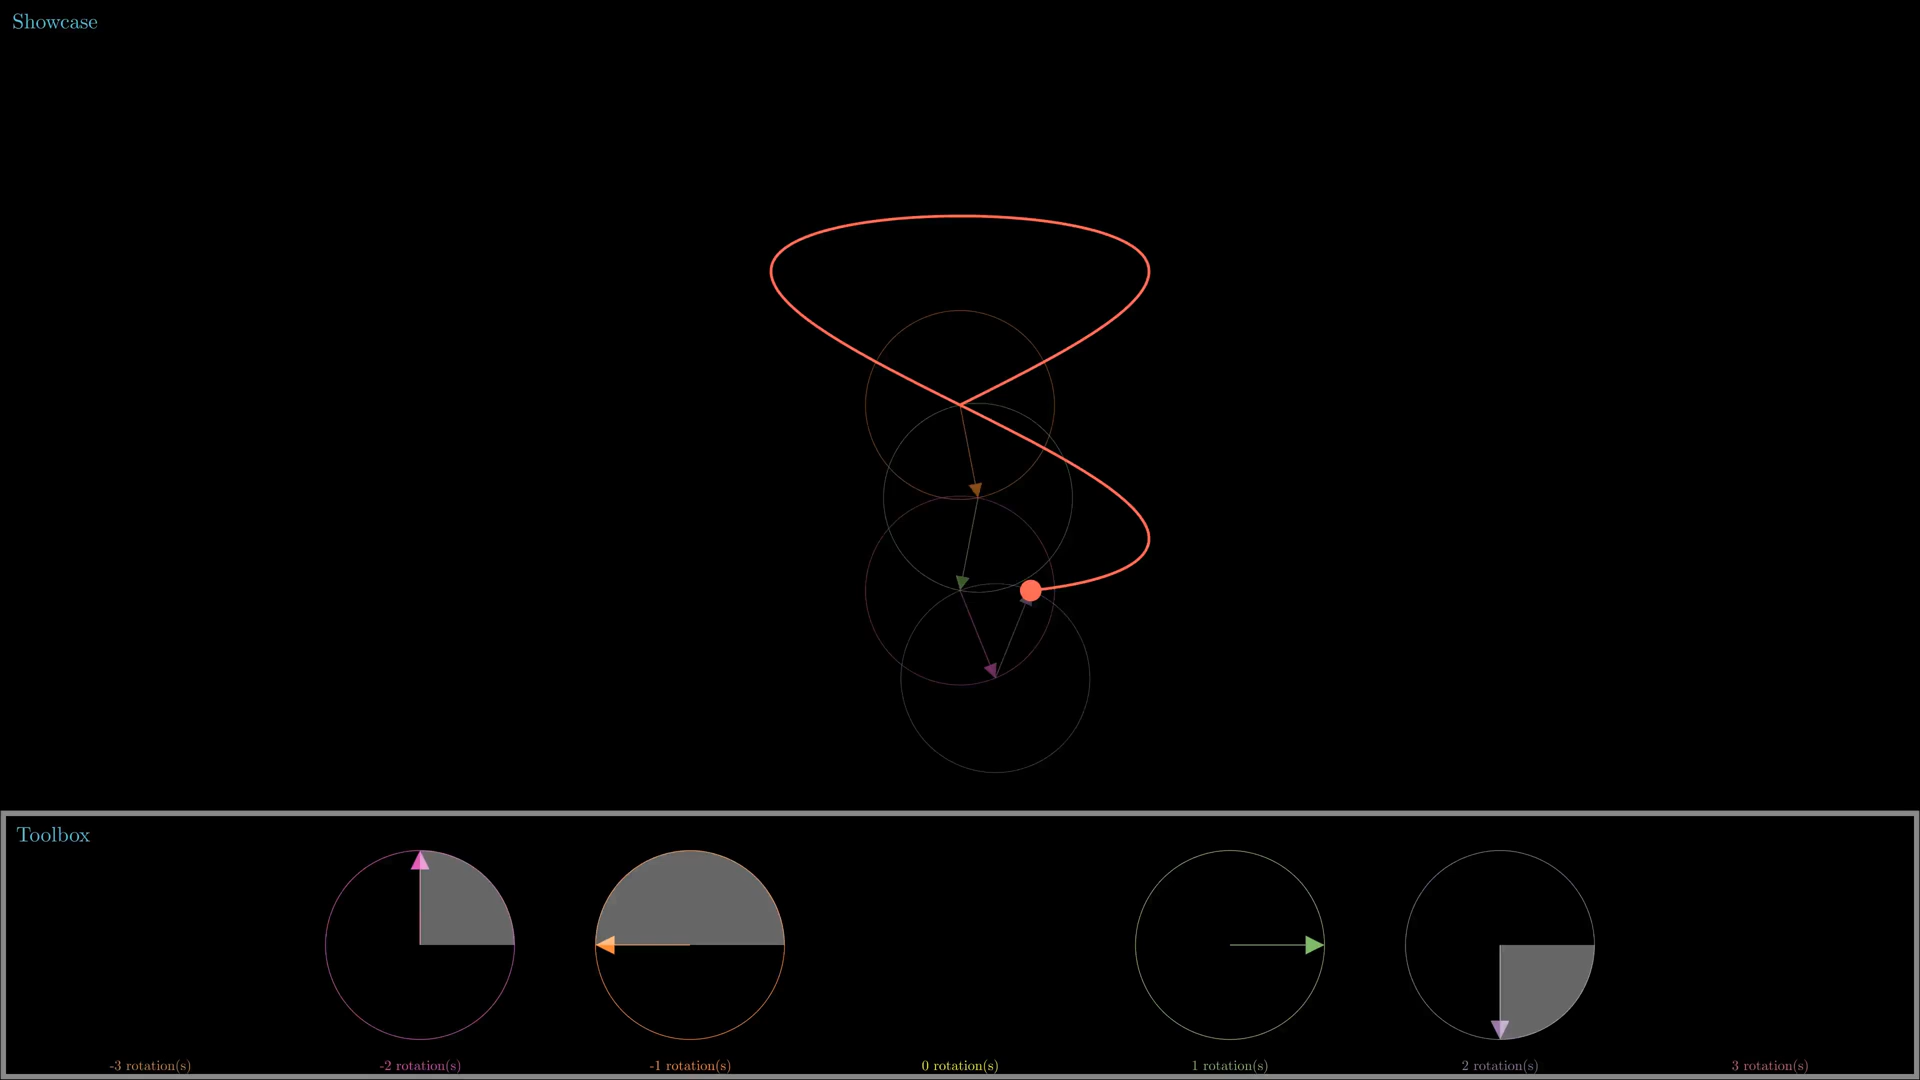 Showcase
Toolbox
-3 rotation(s)
-2 rotation(s)
-1 rotation(s)
0 rotation(s)
1 rotation(s)
2 rotation(s)
3 rotation(s)